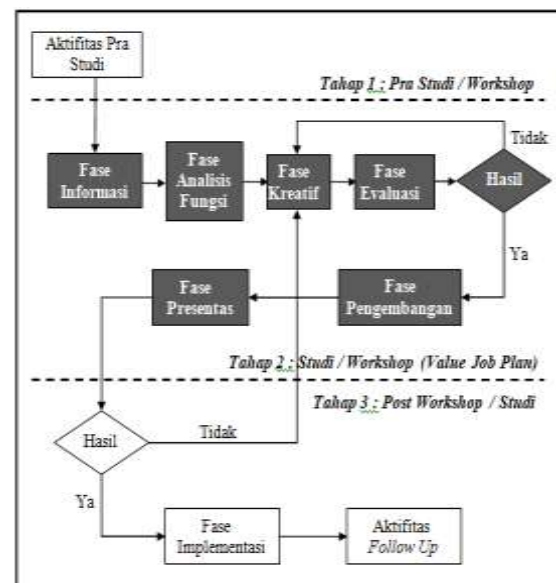 Aktifitas Pra
Studi
Tahap 1 : Pra Studi / Workshop
Tidak
Fase
Informasi
Fase
Analisis
Fungsi
Fase
Kreatif
Fase
Evaluasi
Hasil
Ya
Fase
Presentas
Fase
Pengembangan
Tahap 2 : Studi / Workshop (Value Job Plan)
Tahap 3 : Post Workshop / Studi
Hasil
Tidak
Ya
Fase
Implementasi
Aktifitas
Follow Up